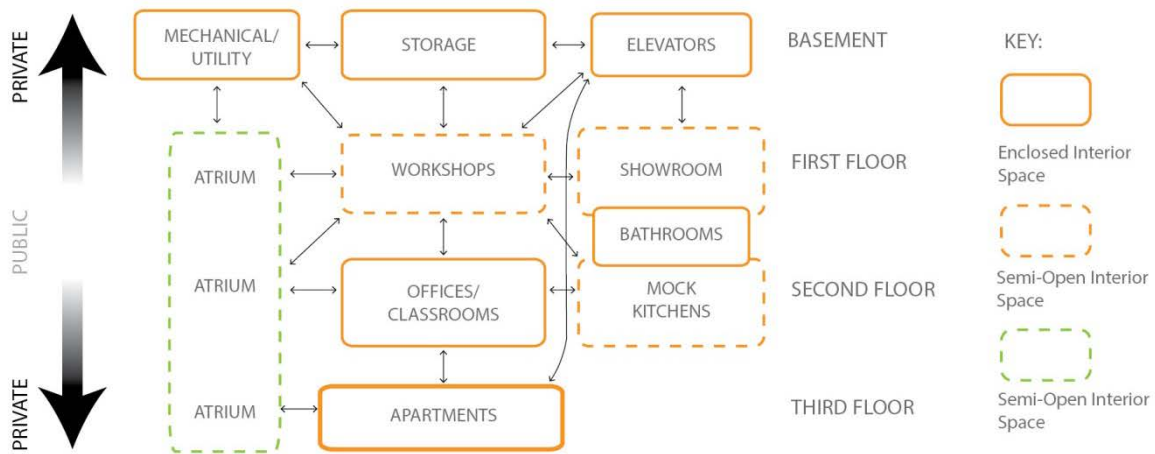 PRIVATE
PUBLIC
PRIVATE
MECHANICAL/
UTILITY
STORAGE
ELEVATORS
BASEMENT
ATRIUM
WORKSHOPS
SHOWROOM
FIRST FLOOR
BATHROOMS
ATRIUM
OFFICES/
CLASSROOMS
MOCK
KITCHENS
SECOND FLOOR
ATRIUM
APARTMENTS
THIRD FLOOR
KEY:
Enclosed Interior
Space
Semi-Open Interior
Space
Semi-Open Interior
Space